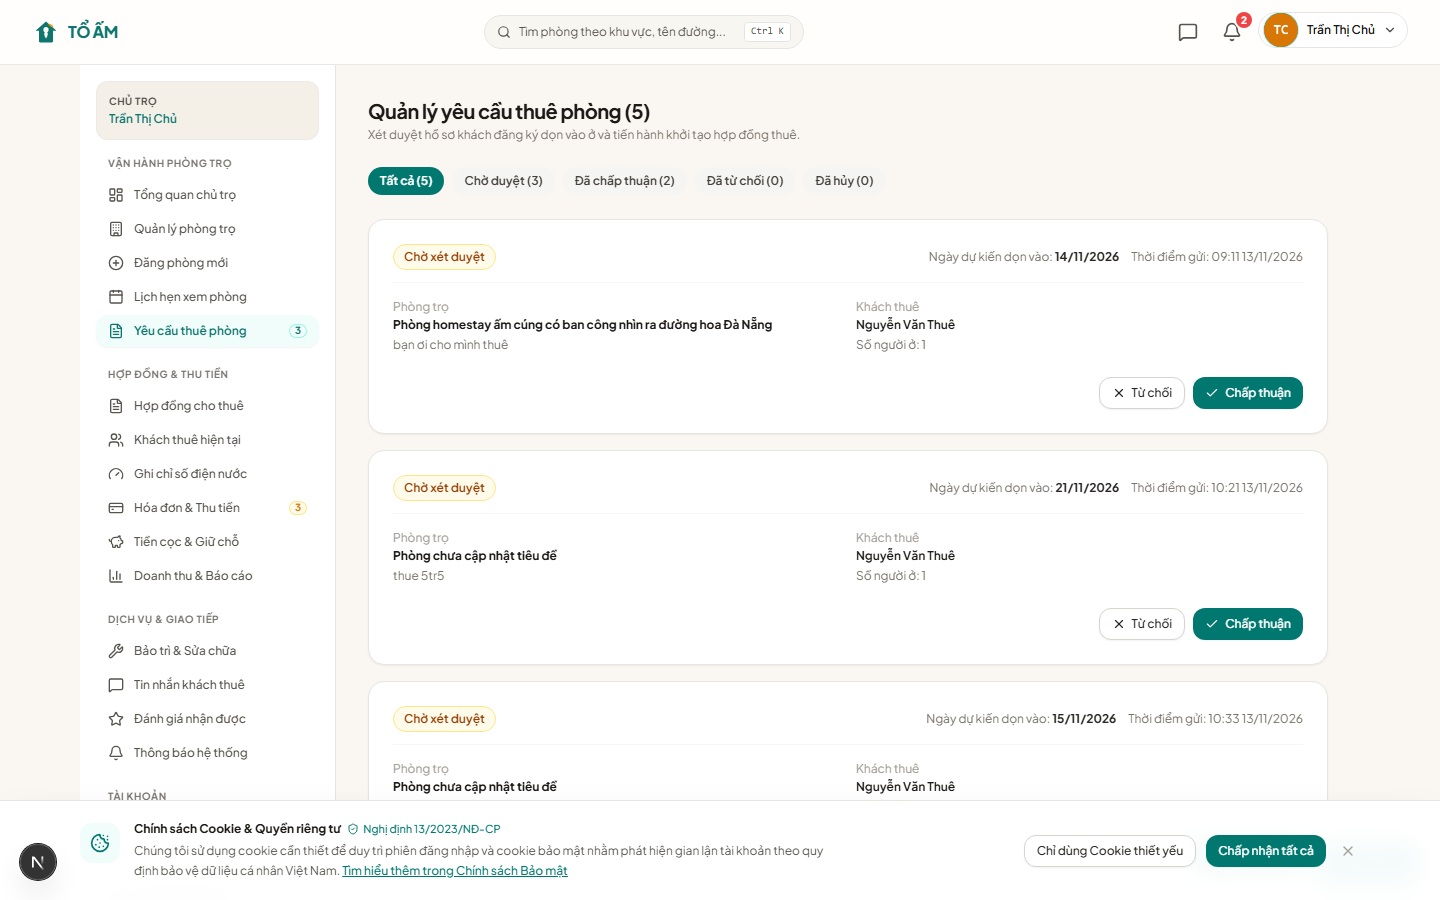 TỔ ẤM
Tìm phòng theo khu vực, tên đường...
Ctrl K
2
TC
Trần Thị Chủ
CHỦ TRỌ
Trần Thị Chủ
VẬN HÀNH PHÒNG TRỌ
Tổng quan chủ trọ
Quản lý phòng trọ
Đăng phòng mới
Lịch hẹn xem phòng
Yêu cầu thuê phòng 3
HỢP ĐỒNG & THU TIỀN
Hợp đồng cho thuê
Khách thuê hiện tại
Ghi chỉ số điện nước
Hóa đơn & Thu tiền 3
Tiền cọc & Giữ chỗ
Doanh thu & Báo cáo
DỊCH VỤ & GIAO TIẾP
Bảo trì & Sửa chữa
Tin nhắn khách thuê
Đánh giá nhận được
Thông báo hệ thống
TÀI KHOẢN
Quản lý yêu cầu thuê phòng (5)
Xét duyệt hồ sơ khách đăng ký dọn vào ở và tiến hành khởi tạo hợp đồng thuê.
Tất cả (5) Chờ duyệt (3) Đã chấp thuận (2) Đã từ chối (0) Đã hủy (0)
Chờ xét duyệt
Ngày dự kiến dọn vào: 14/11/2026 Thời điểm gửi: 09:11 13/11/2026
Phòng trọ
Phòng homestay ấm cúng có ban công nhìn ra đường hoa Đà Nẵng
bạn ơi cho mình thuê
Khách thuê
Nguyễn Văn Thuê
Số người ở: 1
Từ chối Chấp thuận
Chờ xét duyệt
Ngày dự kiến dọn vào: 21/11/2026 Thời điểm gửi: 10:21 13/11/2026
Phòng trọ
Phòng chưa cập nhật tiêu đề
thue 5tr5
Khách thuê
Nguyễn Văn Thuê
Số người ở: 1
Từ chối Chấp thuận
Chờ xét duyệt
Ngày dự kiến dọn vào: 15/11/2026 Thời điểm gửi: 10:33 13/11/2026
Phòng trọ
Phòng chưa cập nhật tiêu đề
Khách thuê
Nguyễn Văn Thuê
N
Chính sách Cookie & Quyền riêng tư Nghị định 13/2023/NĐ-CP
Chúng tôi sử dụng cookie cần thiết để duy trì phiên đăng nhập và cookie bảo mật nhằm phát hiện gian lận tài khoản theo quy
định bảo vệ dữ liệu cá nhân Việt Nam. Tìm hiểu thêm trong Chính sách Bảo mật
Chỉ dùng Cookie thiết yếu
Chấp nhận tất cả